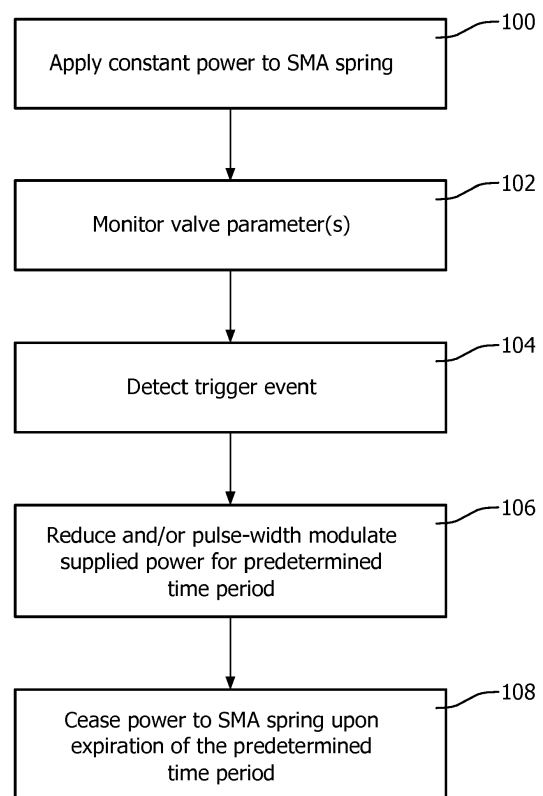 100
Apply constant power to SMA spring
102
Monitor valve parameter(s)
104
Detect trigger event
106
Reduce and/or pulse-width modulate
supplied power for predetermined
time period
108
Cease power to SMA spring upon
expiration of the predetermined
time period